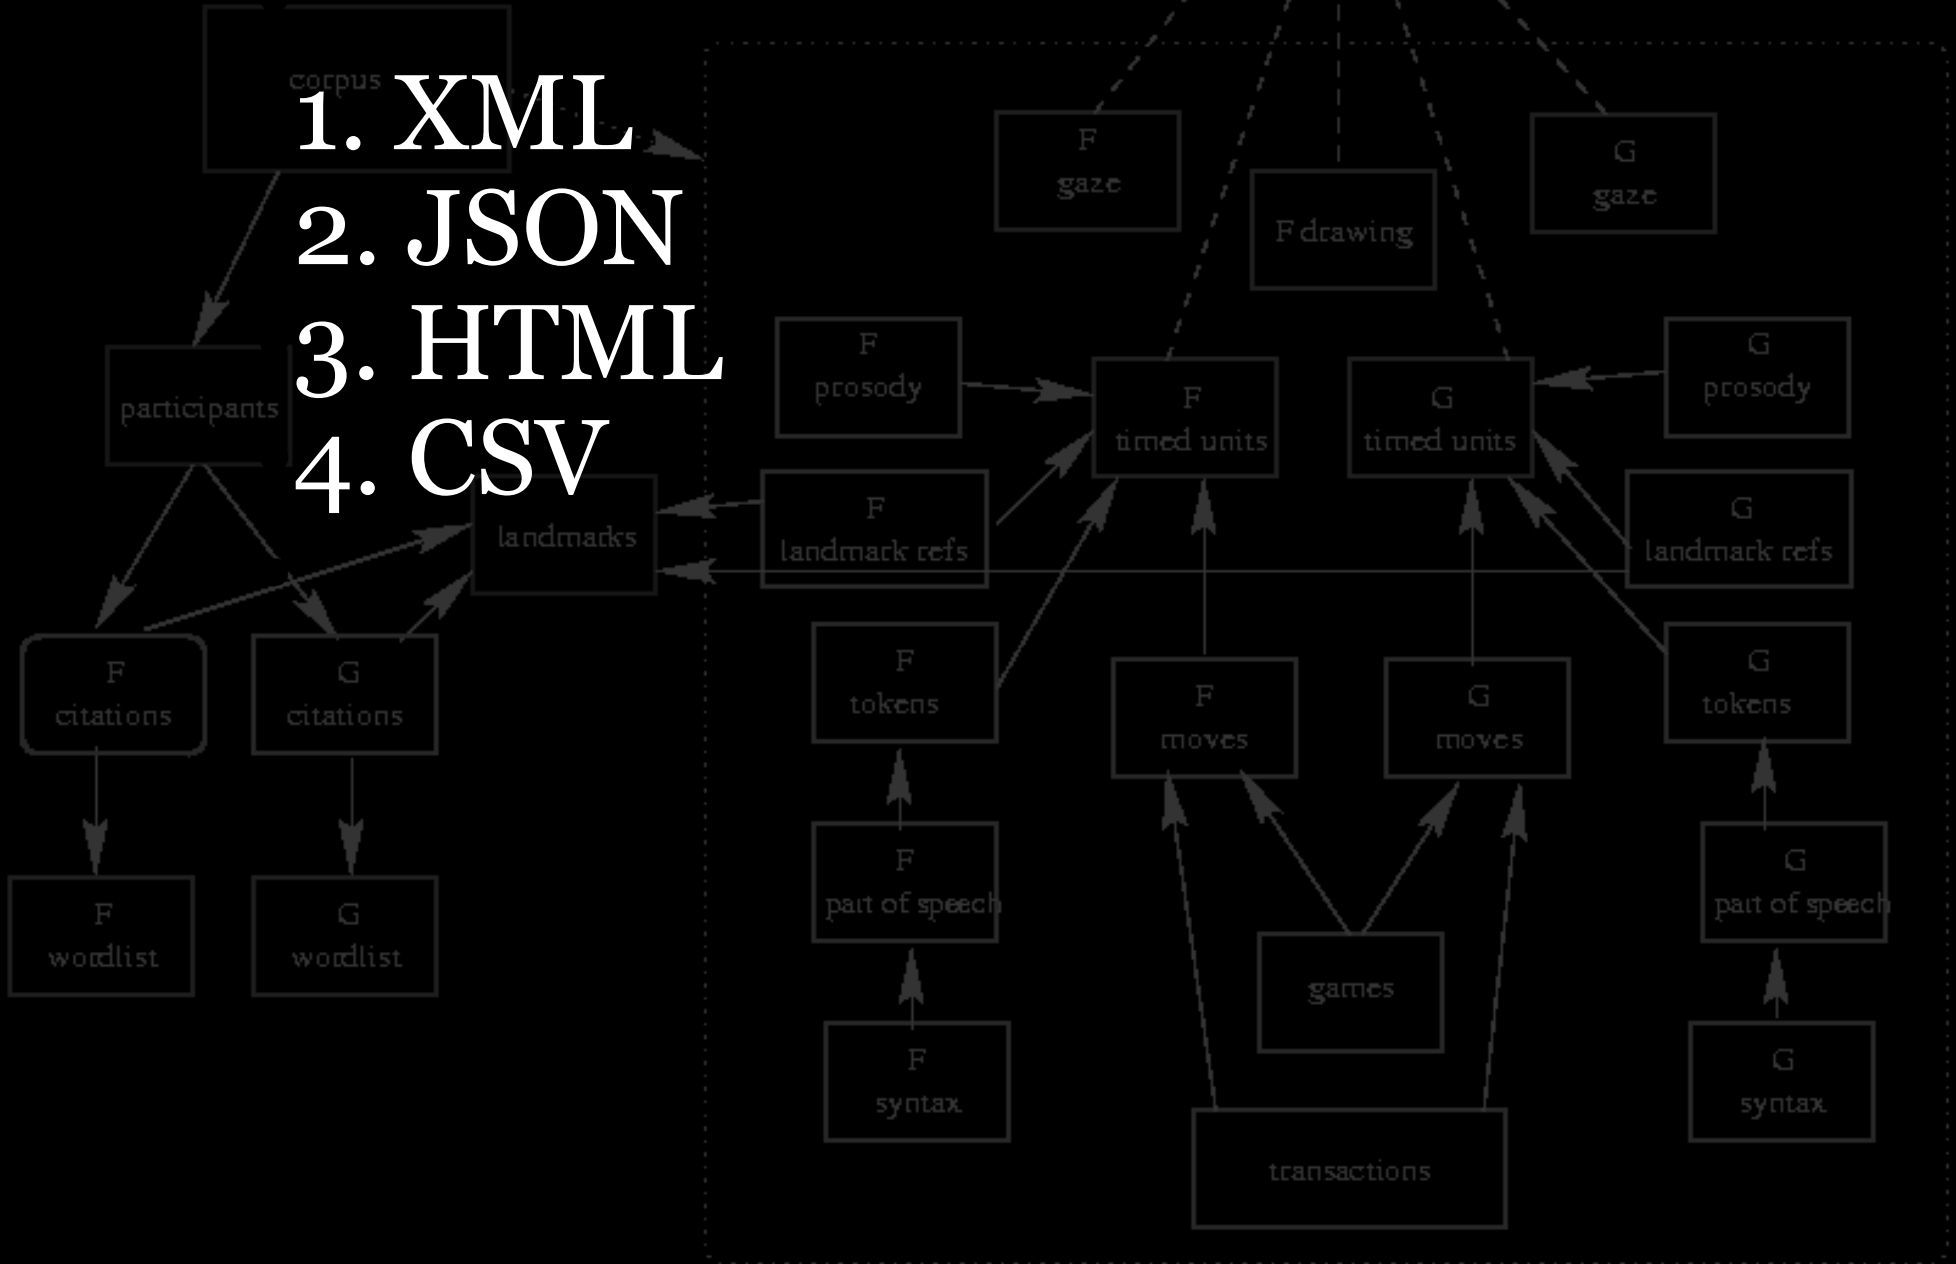 corpus
1. XML
2. JSON
3. HTML
4. CSV
F
gaze
F drawing
G
gaze
participants
F
prosody
F
timed units
G
timed units
G
prosody
landmarks
F
landmark refs
G
landmark refs
F
citations
G
citations
F
tokens
F
moves
G
moves
G
tokens
F
wordlist
G
wordlist
F
part of speech
G
part of speech
games
F
syntax
G
syntax
transactions